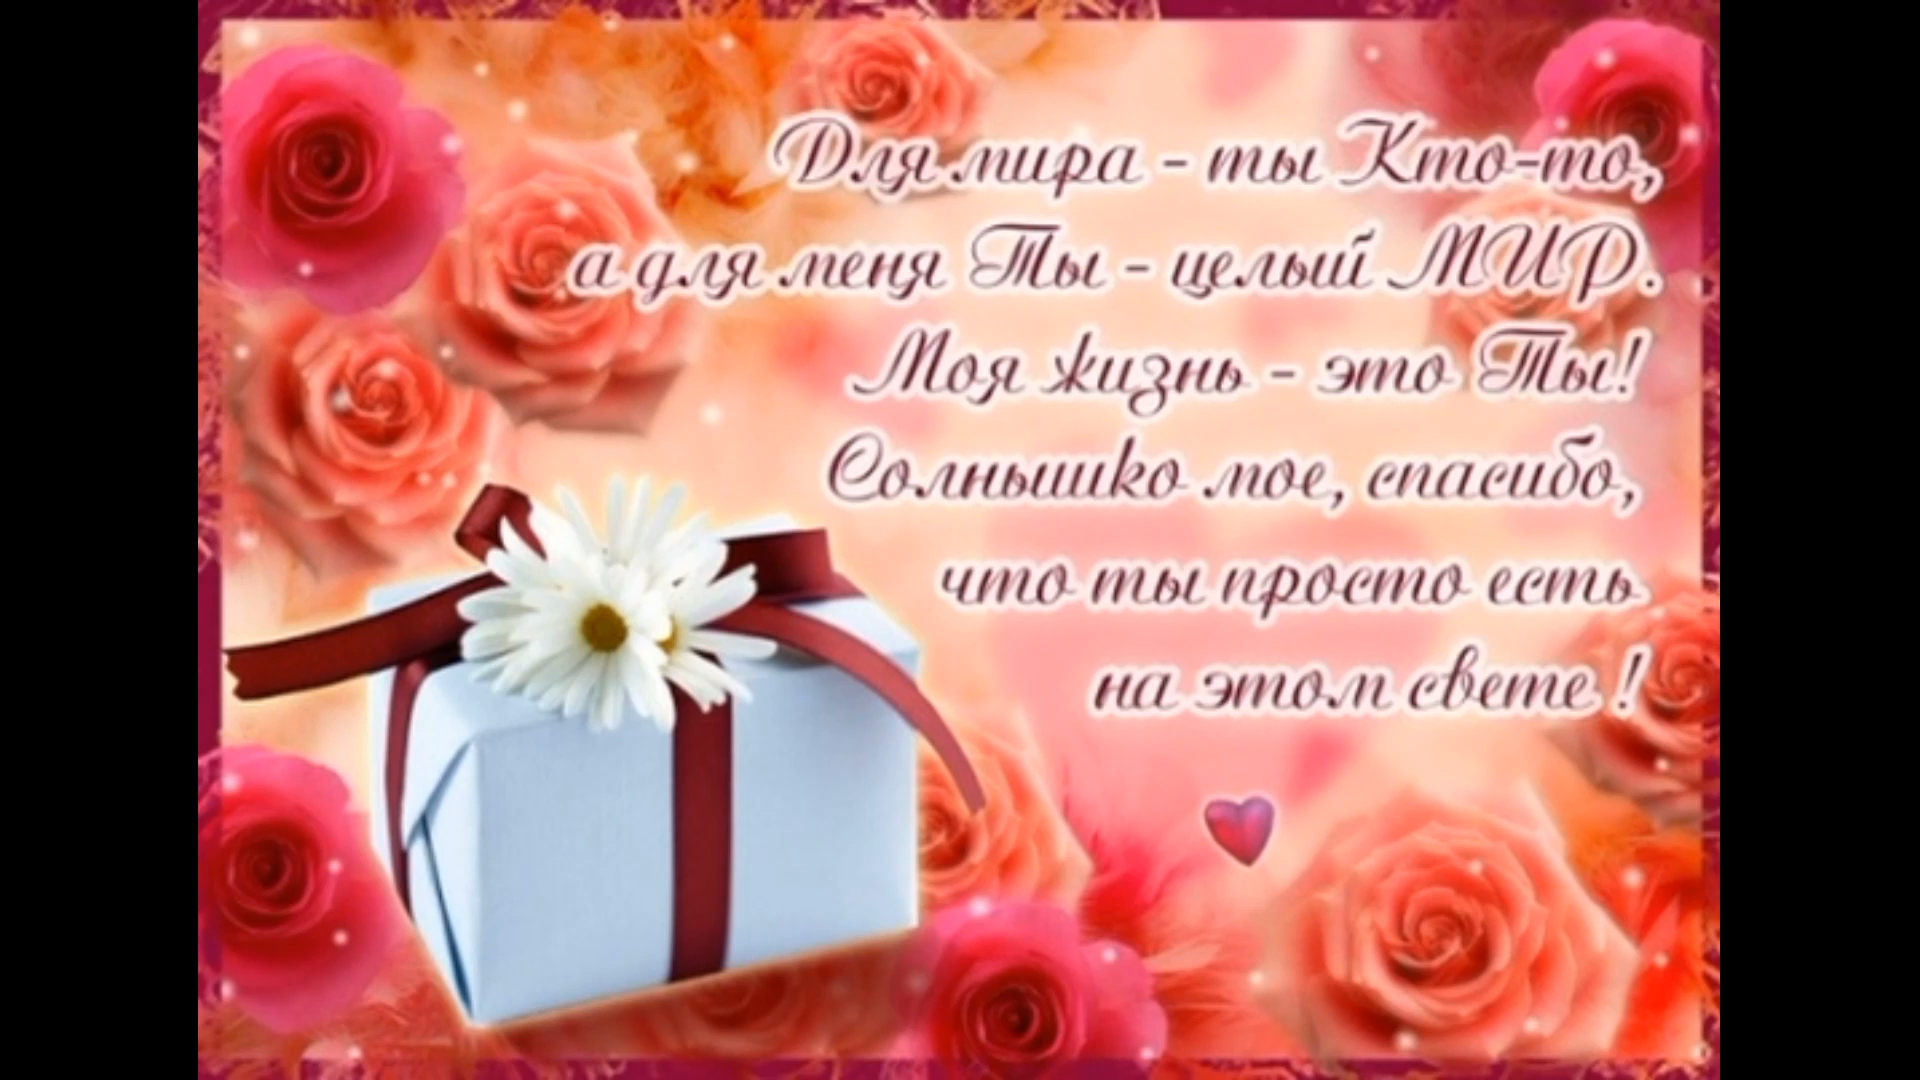 Для мира - ты Кто-то,
а для меня Ты - целый МИР.
Моя жизнь - это Ты!
Солнышко мое, спасибо,
что ты просто есть
на этом свете !